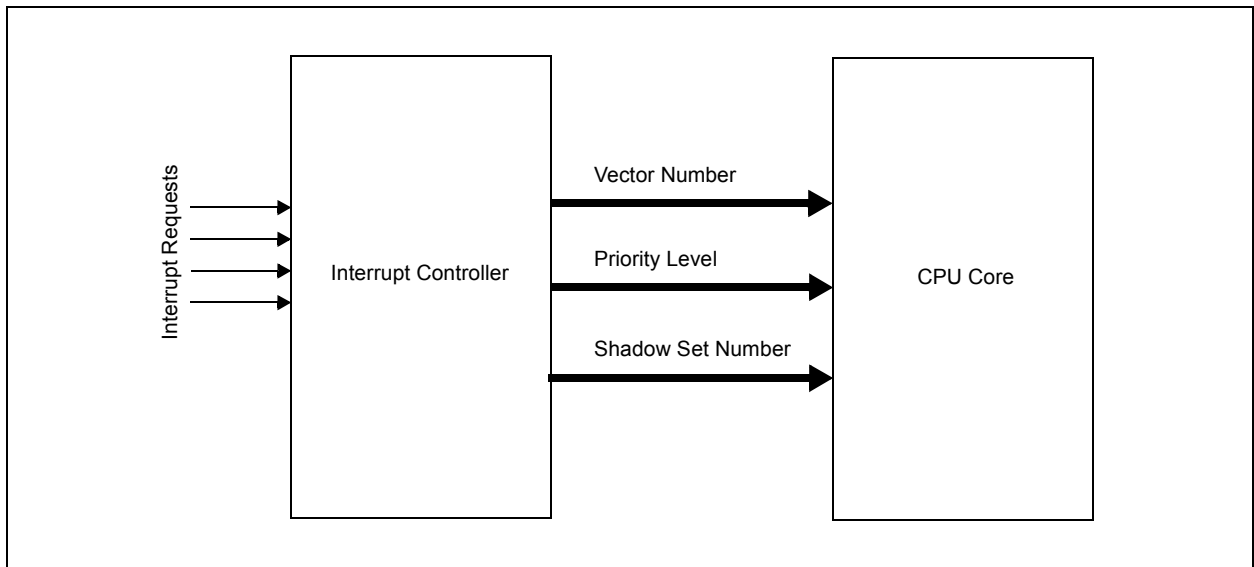 Interrupt Requests
Interrupt Controller
Vector Number
Priority Level
Shadow Set Number
CPU Core